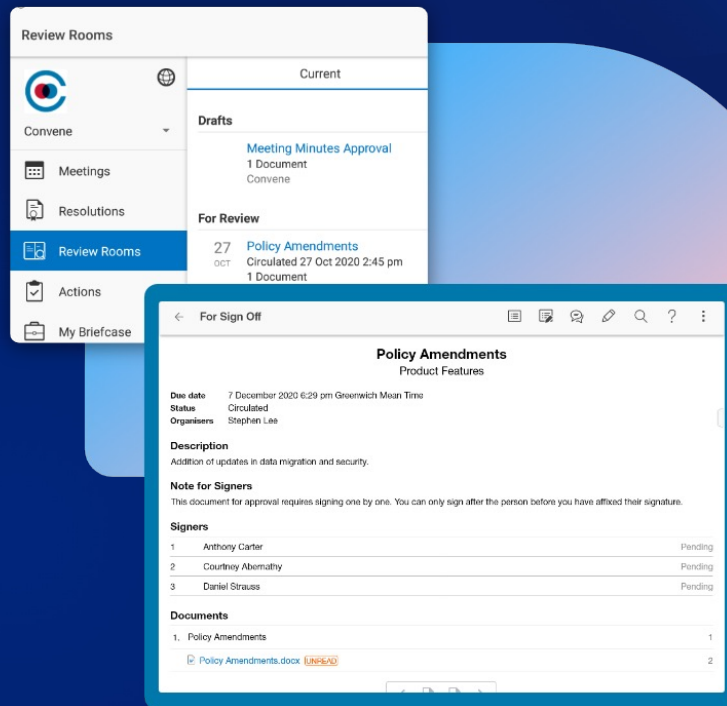 Review Rooms
Convene
Meetings
Resolutions
Review Rooms
Actions
My Briefcase
Current
Drafts
Meeting Minutes Approval
1 Document
Convene
For Review
27 OCT
Policy Amendments
Circulated 27 Oct 2020 2:45 pm
1 Document
For Sign Off
?
Policy Amendments
Product Features
Due date 7 December 2020 6:29 pm Greenwich Mean Time
Status Circulated
Organisers Stephen Lee
Description
Addition of updates in data migration and security.
Note for Signers
This document for approval requires signing one by one. You can only sign after the person before you have affixed their signature.
Signers
1 Anthony Carter Pending
2 Courtney Abernathy Pending
3 Daniel Strauss Pending
Documents
1. Policy Amendments 1
Policy Amendments.docx UNREAD 2